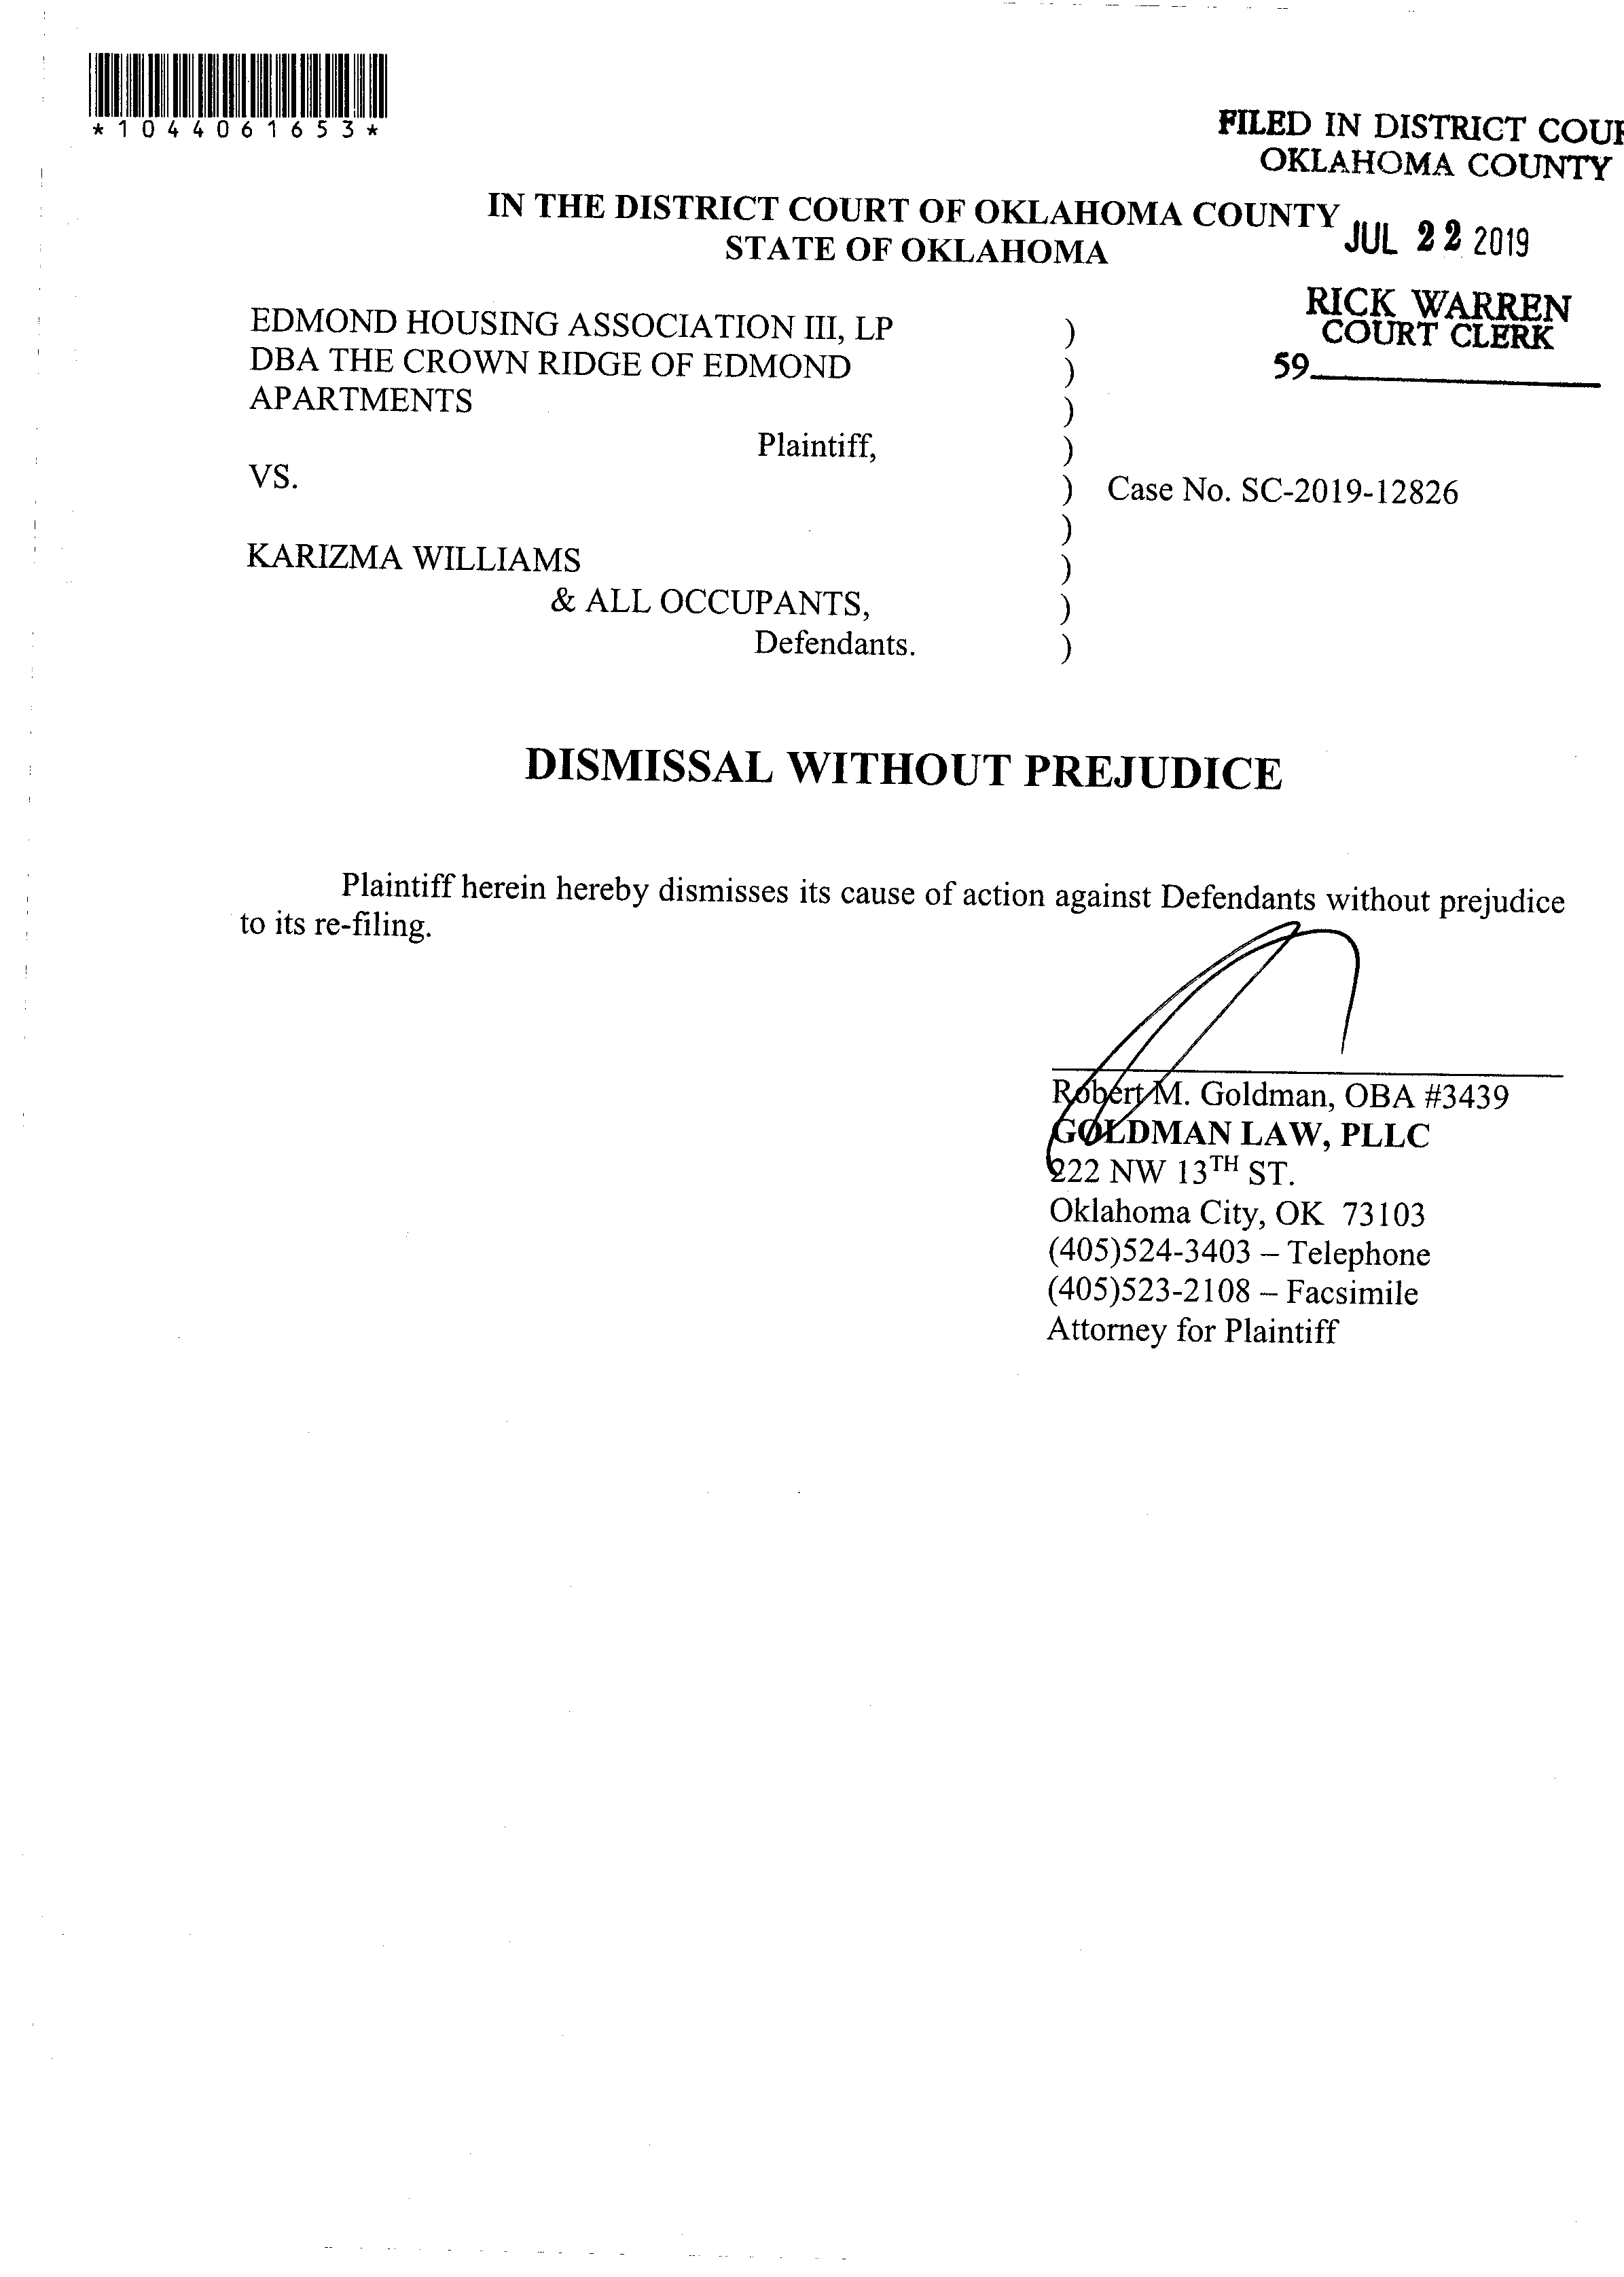 *1044061653*
FILED IN DISTRICT COU
OKLAHOMA COUNTY
IN THE DISTRICT COURT OF OKLAHOMA COUNTY
STATE OF OKLAHOMA
JUL 22 2019
RICK WARREN
COURT CLERK
59
EDMOND HOUSING ASSOCIATION III, LP )
DBA THE CROWN RIDGE OF EDMOND )
APARTMENTS )
Plaintiff, )
VS. ) Case No. SC-2019-12826
)
KARIZMA WILLIAMS )
& ALL OCCUPANTS, )
Defendants. )
DISMISSAL WITHOUT PREJUDICE
Plaintiff herein hereby dismisses its cause of action against Defendants without prejudice
to its re-filing.
Robert M. Goldman, OBA #3439
GOLDMAN LAW, PLLC
222 NW 13TH ST.
Oklahoma City, OK 73103
(405)524-3403 – Telephone
(405)523-2108 – Facsimile
Attorney for Plaintiff